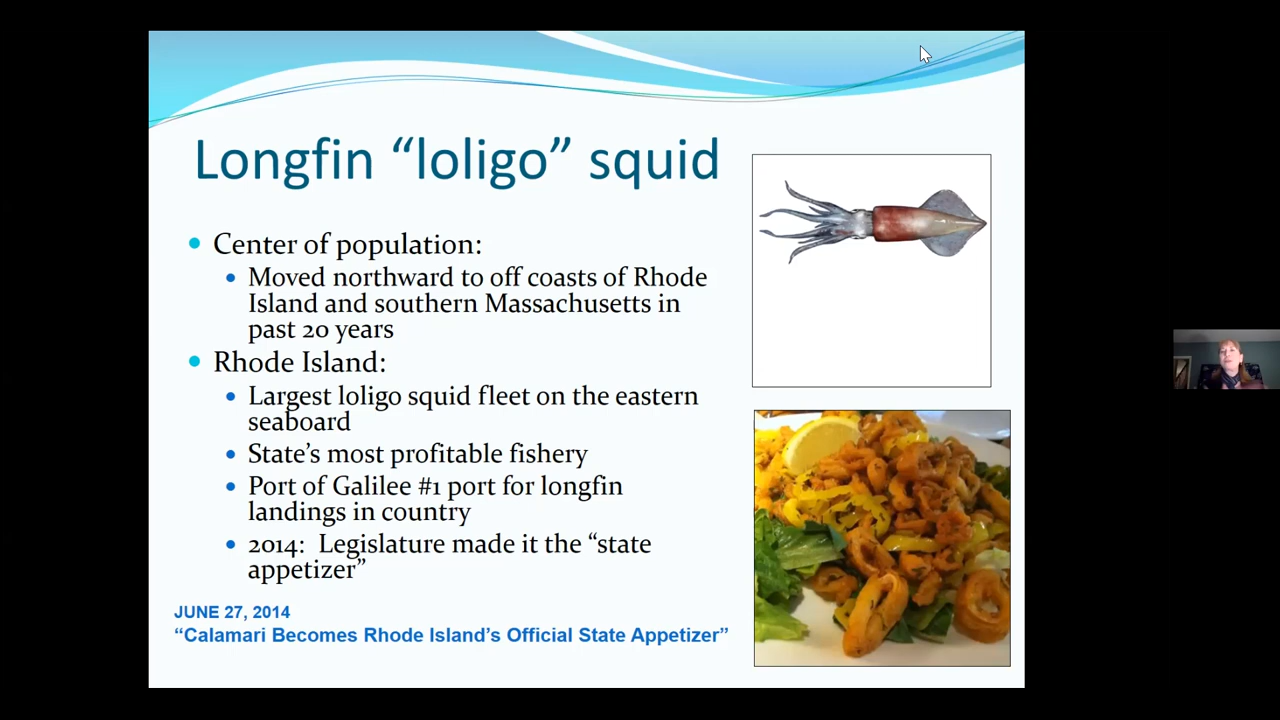 Longfin “loligo” squid
Center of population:
Moved northward to off coasts of Rhode
Island and southern Massachusetts in
past 20 years
Rhode Island:
Largest loligo squid fleet on the eastern
seaboard
State’s most profitable fishery
Port of Galilee #1 port for longfin
landings in country
2014:  Legislature made it the “state
appetizer”
JUNE 27, 2014
“Calamari Becomes Rhode Island’s Official State Appetizer”